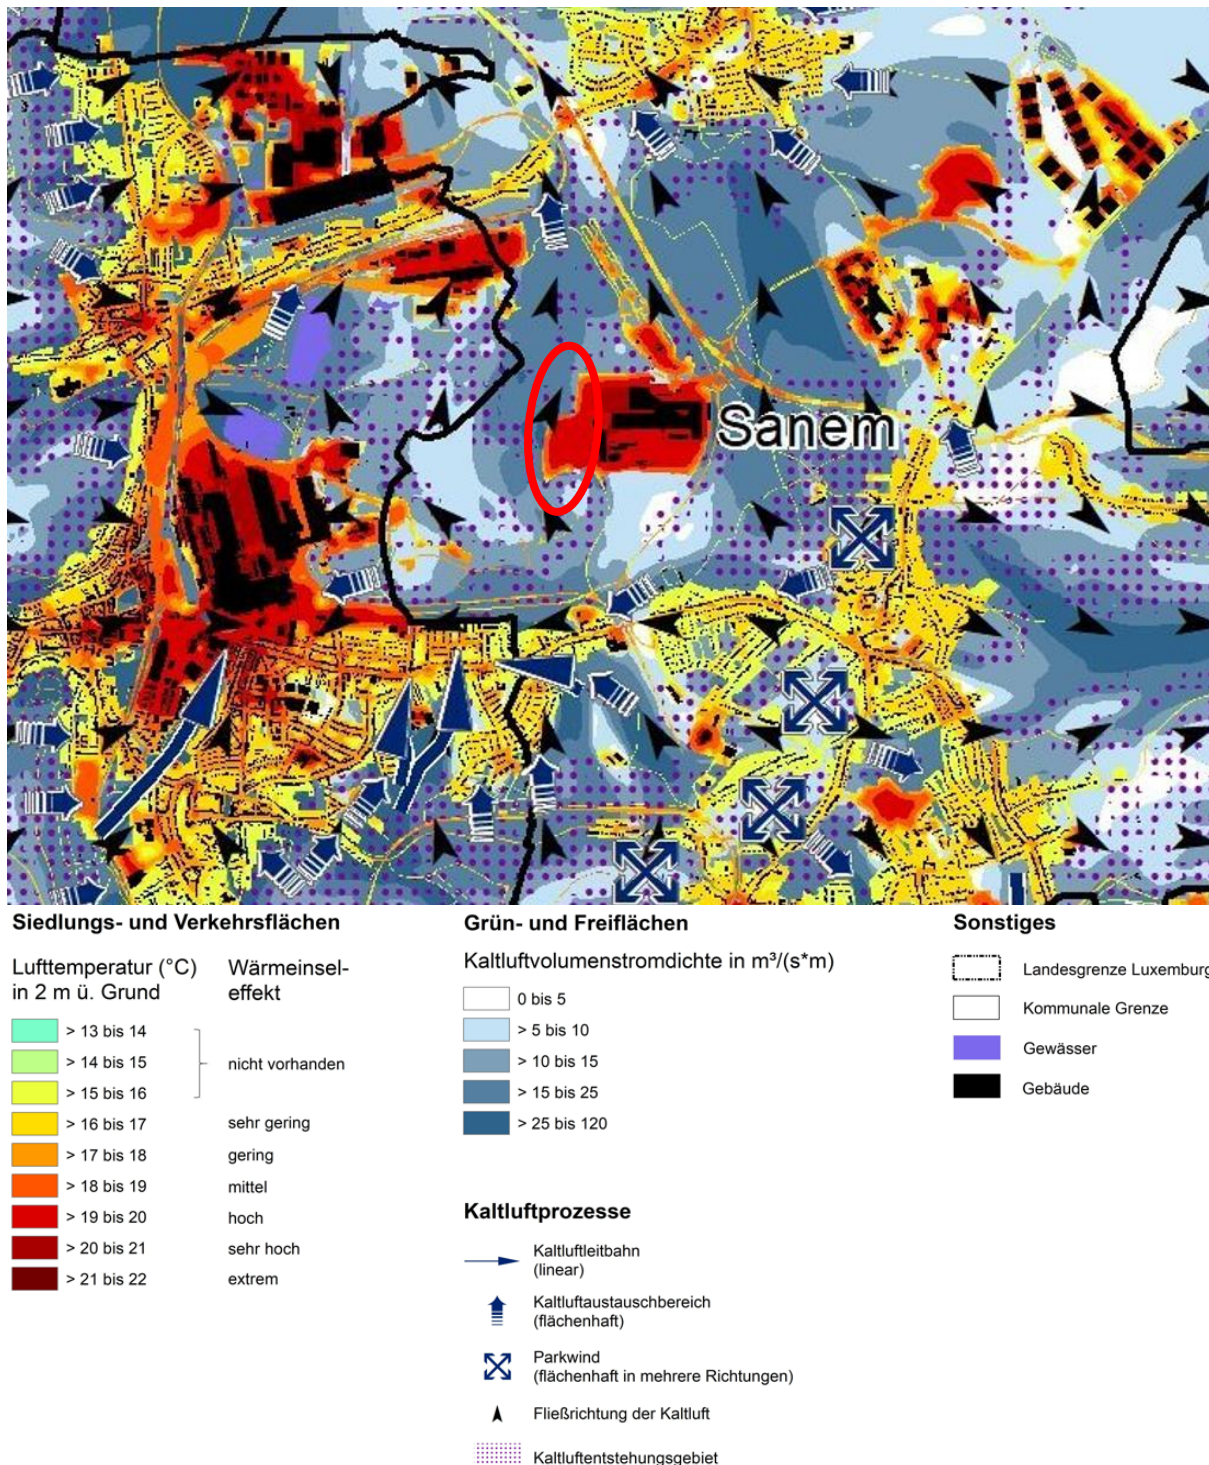 Sanem
Siedlungs- und Verkehrsflächen
Lufttemperatur (°C)
in 2 m ü. Grund
Wärmeinsel-
effekt
> 13 bis 14
> 14 bis 15
nicht vorhanden
> 15 bis 16
> 16 bis 17
sehr gering
> 17 bis 18
gering
> 18 bis 19
mittel
> 19 bis 20
hoch
> 20 bis 21
sehr hoch
> 21 bis 22
extrem
Grün- und Freiflächen
Kaltluftvolumenstromdichte in m³/(s*m)
0 bis 5
> 5 bis 10
> 10 bis 15
> 15 bis 25
> 25 bis 120
Kaltluftprozesse
Kaltluftleitbahn
(linear)
Kaltluftaustauschbereich
(flächenhaft)
Parkwind
(flächenhaft in mehrere Richtungen)
Fließrichtung der Kaltluft
Kaltluftentstehungsgebiet
Sonstiges
Landesgrenze Luxemburg
Kommunale Grenze
Gewässer
Gebäude